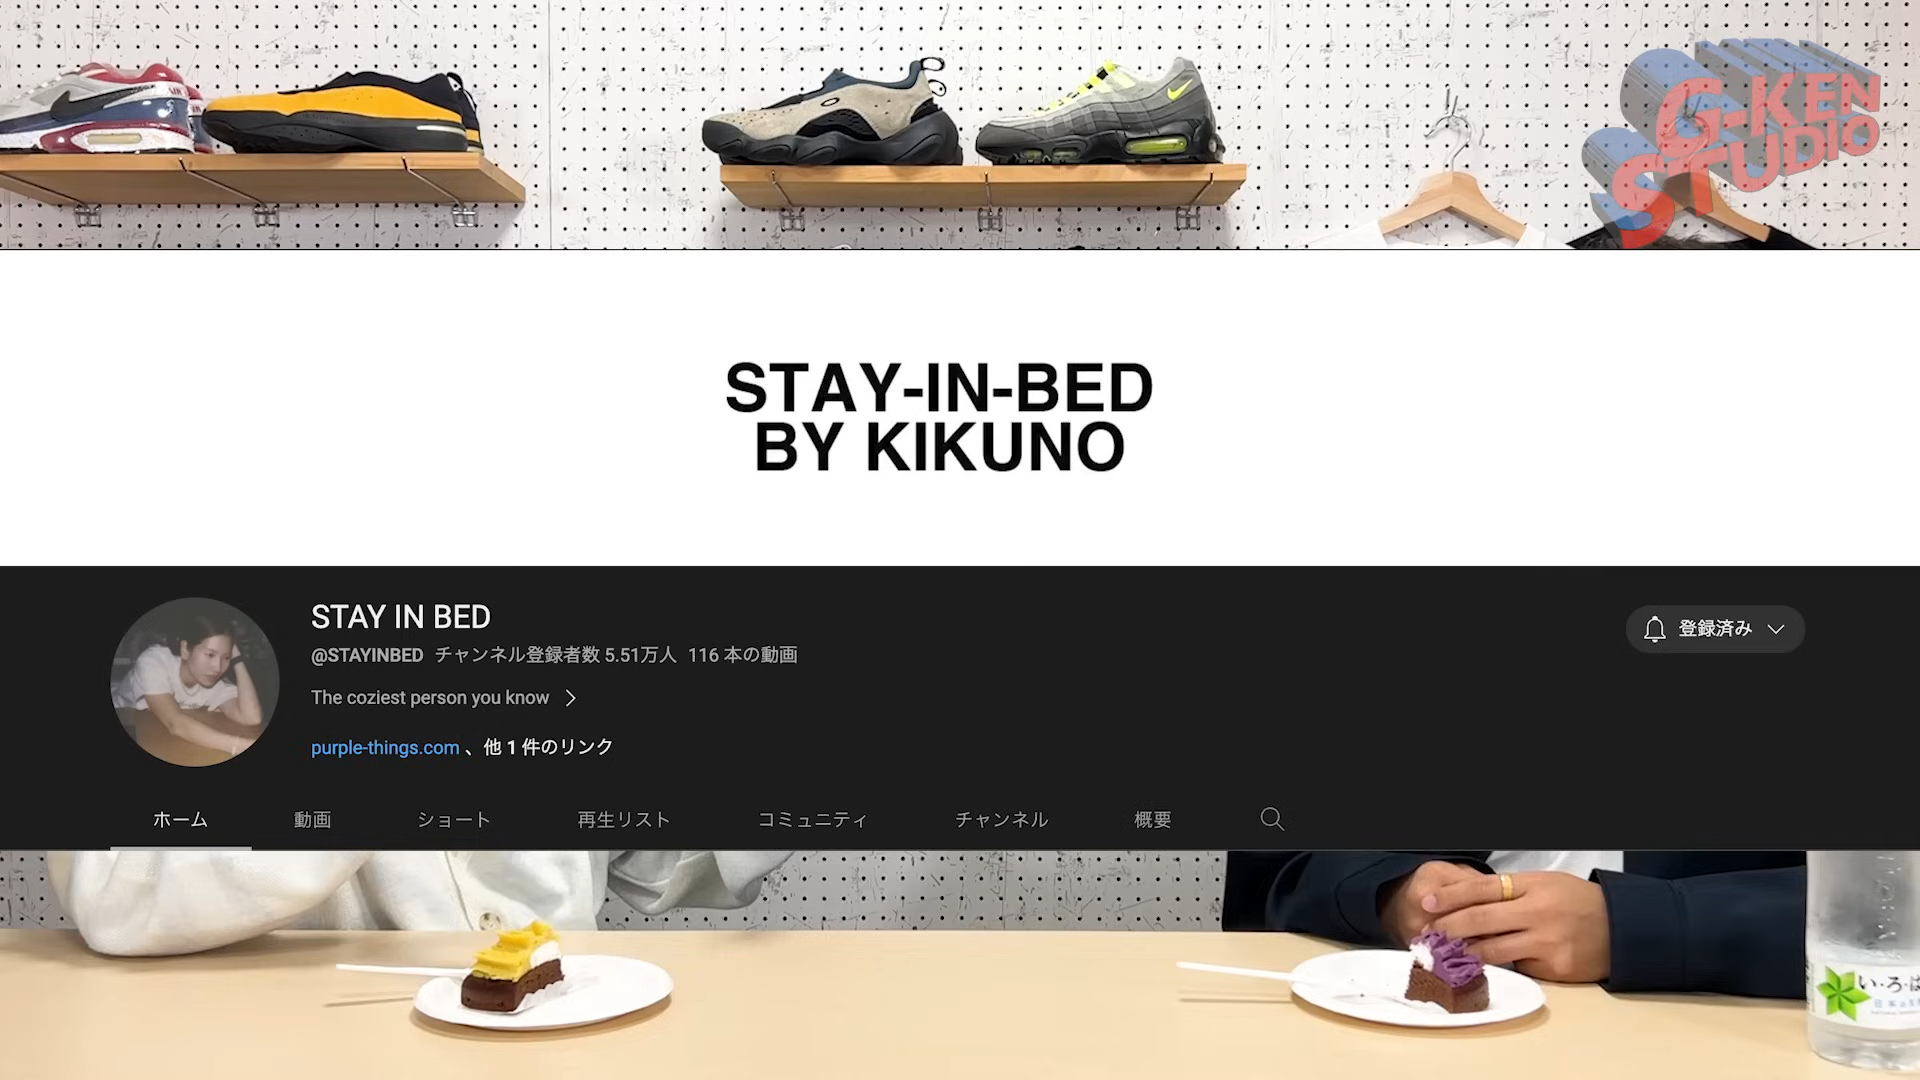 G-KEN
STUDIO
STAY-IN-BED
BY KIKUNO
STAY IN BED
@STAYINBED チャンネル登録者数 5.51万人 116 本の動画
The coziest person you know
purple-things.com 、他 1 件のリンク
登録済み
ホーム 動画 ショート 再生リスト コミュニティ チャンネル 概要
い・ろ・は